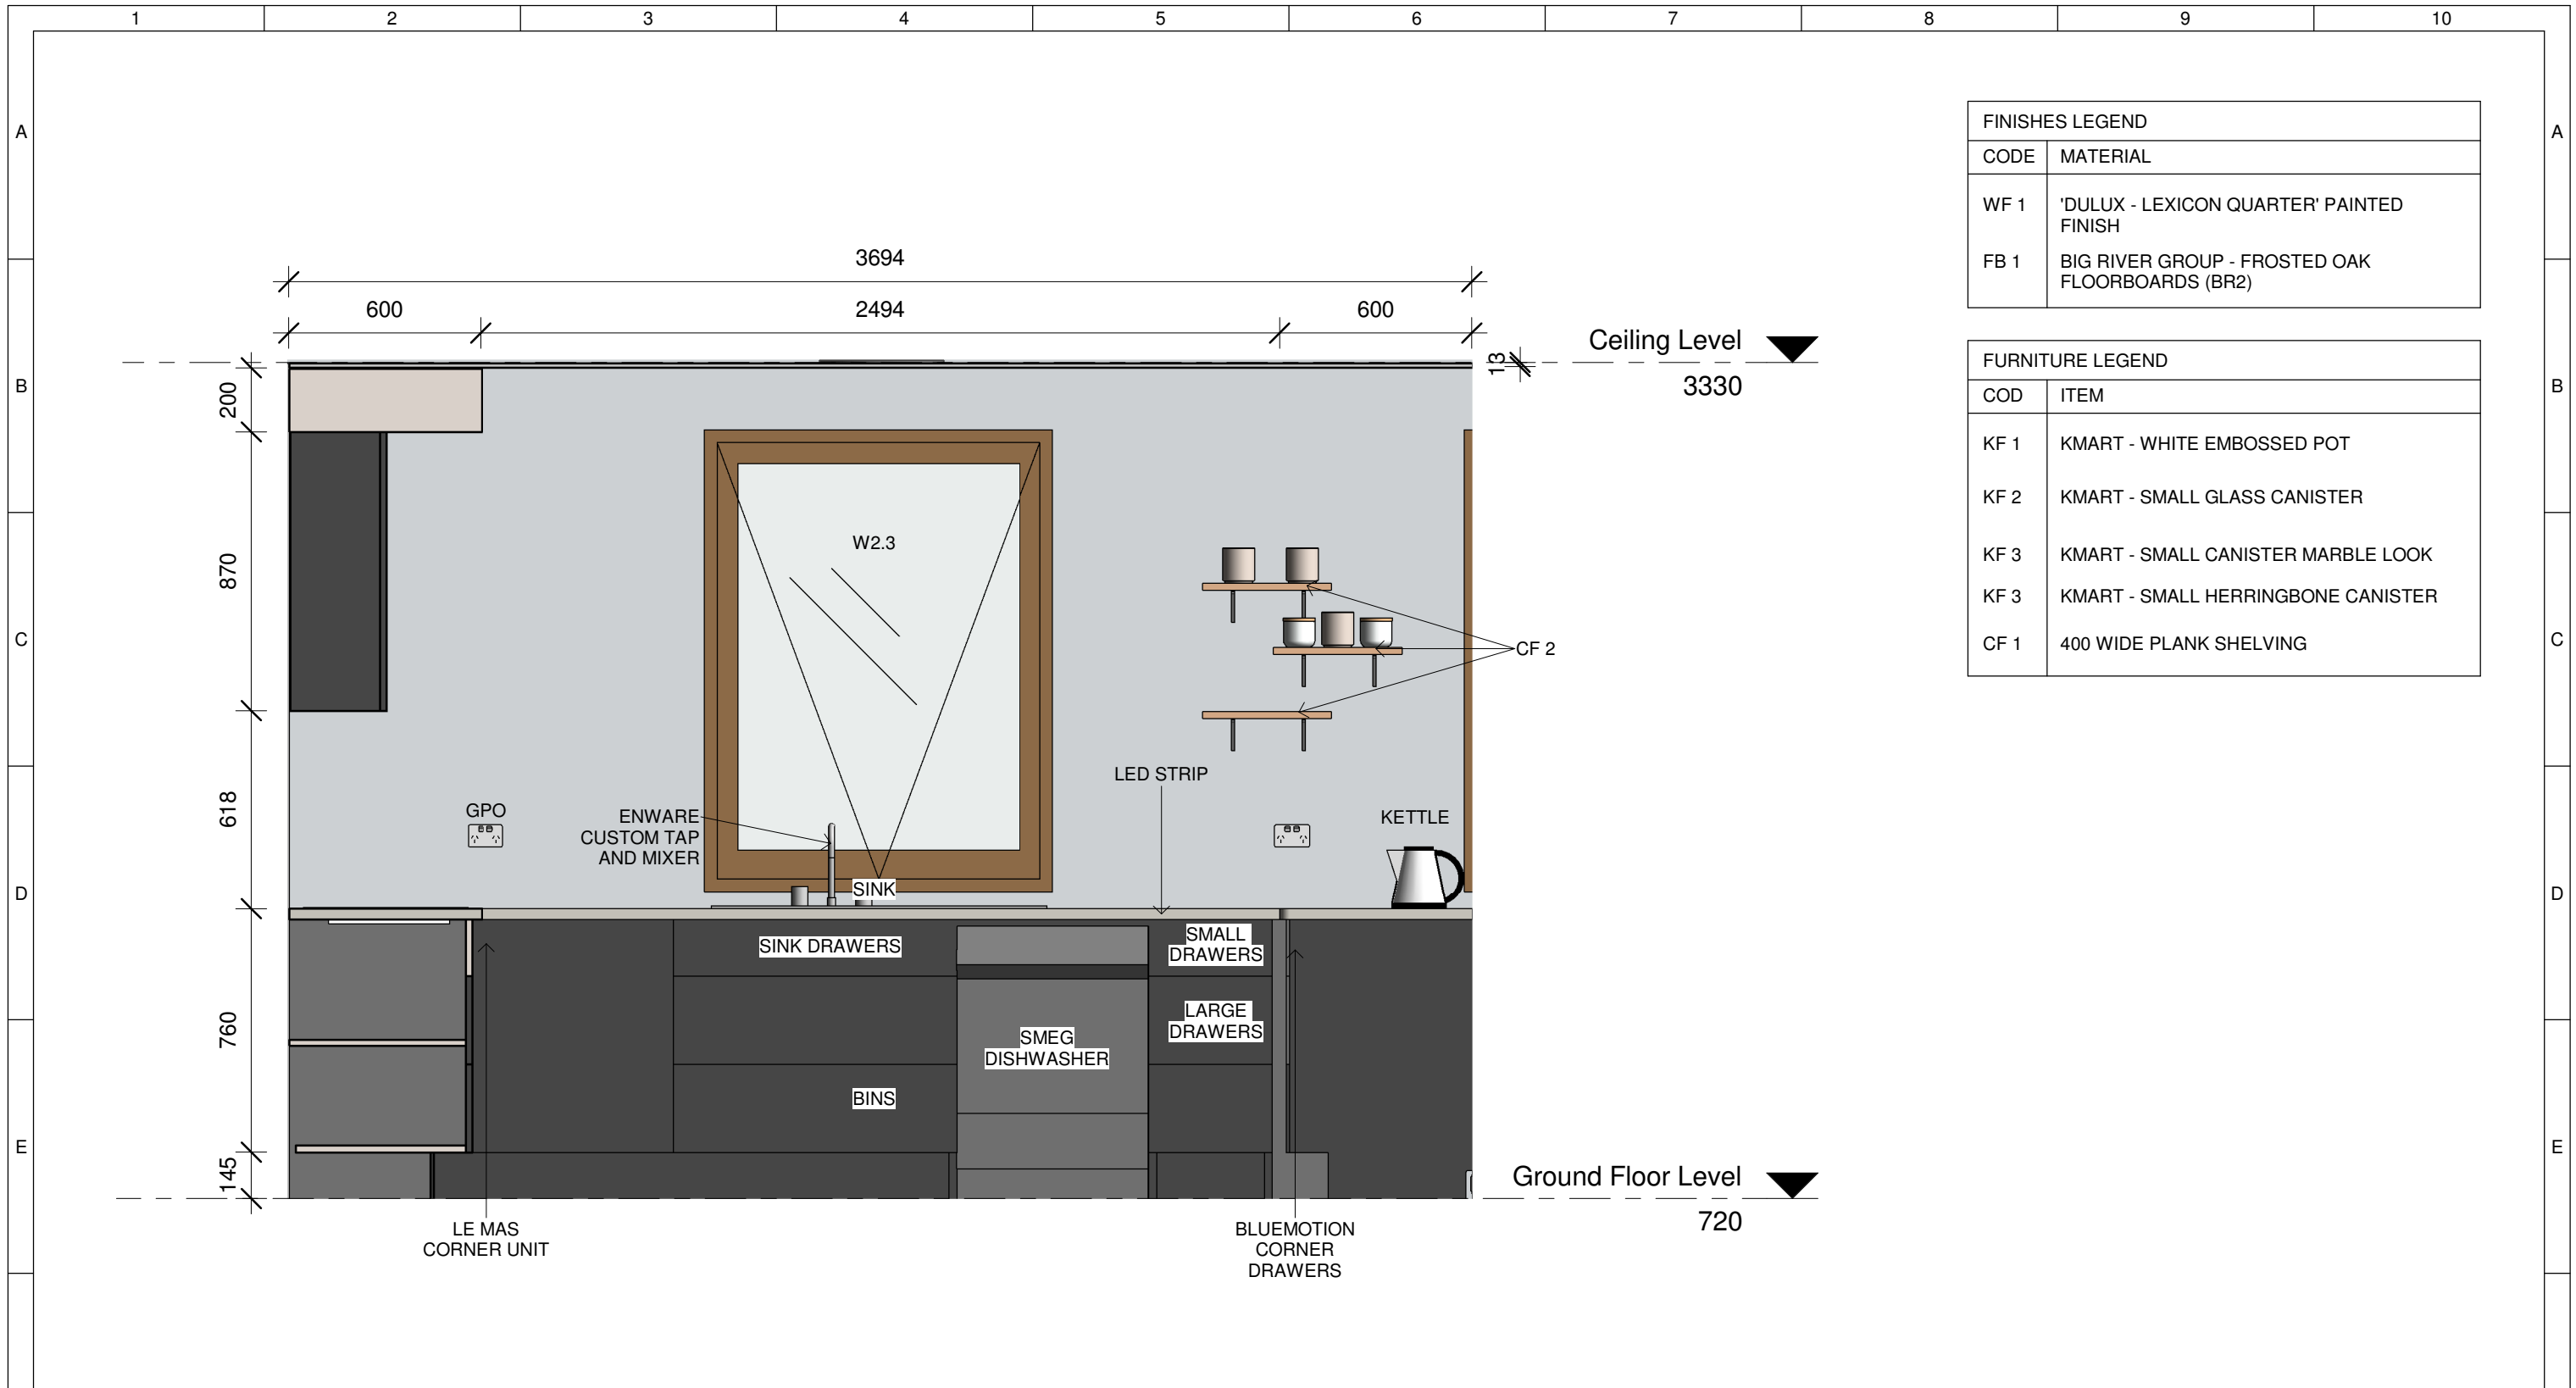 1 2 3 4 5 6 7 8 9 10
A
B
C
D
E
A
B
C
D
E
3694
600
2494
600
Ceiling Level
3330
13
200
870
618
760
145
W2.3
CF 2
LED STRIP
GPO
ENWARE
CUSTOM TAP
AND MIXER
KETTLE
SINK
SINK DRAWERS
SMALL
DRAWERS
LARGE
DRAWERS
SMEG
DISHWASHER
BINS
Ground Floor Level
720
LE MAS
CORNER UNIT
BLUEMOTION
CORNER
DRAWERS
FINISHES LEGEND
CODE MATERIAL
WF 1 'DULUX - LEXICON QUARTER' PAINTED
FINISH
FB 1 BIG RIVER GROUP - FROSTED OAK
FLOORBOARDS (BR2)
FURNITURE LEGEND
COD ITEM
KF 1 KMART - WHITE EMBOSSED POT
KF 2 KMART - SMALL GLASS CANISTER
KF 3 KMART - SMALL CANISTER MARBLE LOOK
KF 3 KMART - SMALL HERRINGBONE CANISTER
CF 1 400 WIDE PLANK SHELVING